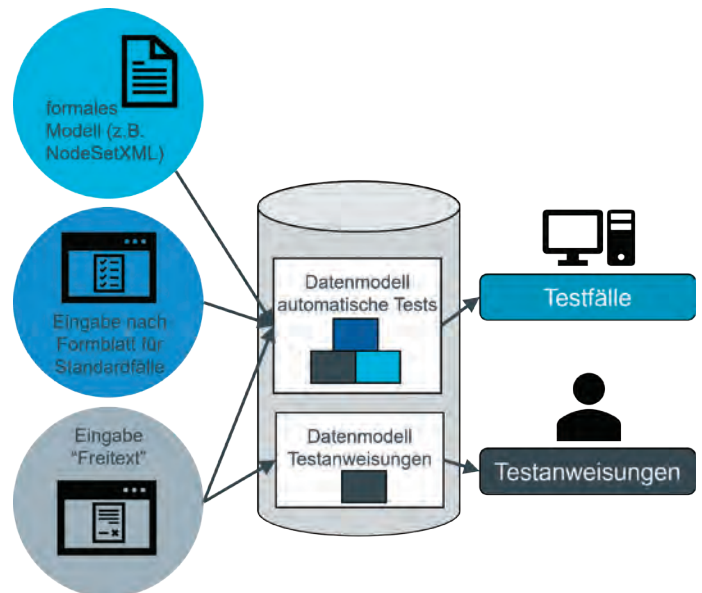 formales
Modell (z.B.
NodeSetXML)
Eingabe nach
Formblatt für
Standardfälle
Eingabe
"Freitext"
Datenmodell
automatische Tests
Datenmodell
Testanweisungen
Testfälle
Testanweisungen